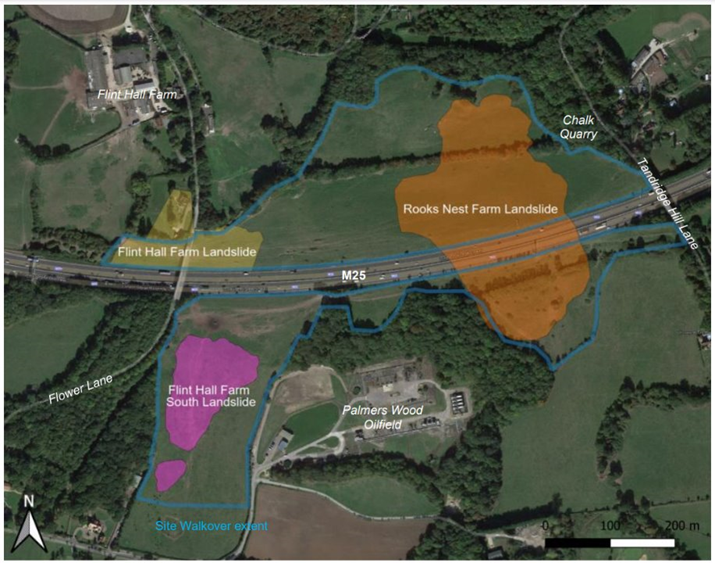 Flint Hall Farm
Chalk
Quarry
Tandridge Hill Lane
Rooks Nest Farm Landslide
Flint Hall Farm Landslide
M25
Flint Hall Farm
South Landslide
Flower Lane
Palmers Wood
Oilfield
N
Site Walkover extent
0 100 200 m